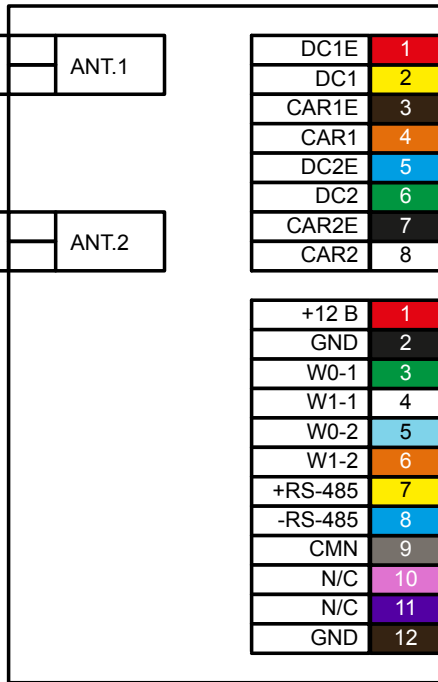 ANT.1
ANT.2
DC1E 1
DC1 2
CAR1E 3
CAR1 4
DC2E 5
DC2 6
CAR2E 7
CAR2 8
+12 В 1
GND 2
W0-1 3
W1-1 4
W0-2 5
W1-2 6
+RS-485 7
-RS-485 8
CMN 9
N/C 10
N/C 11
GND 12